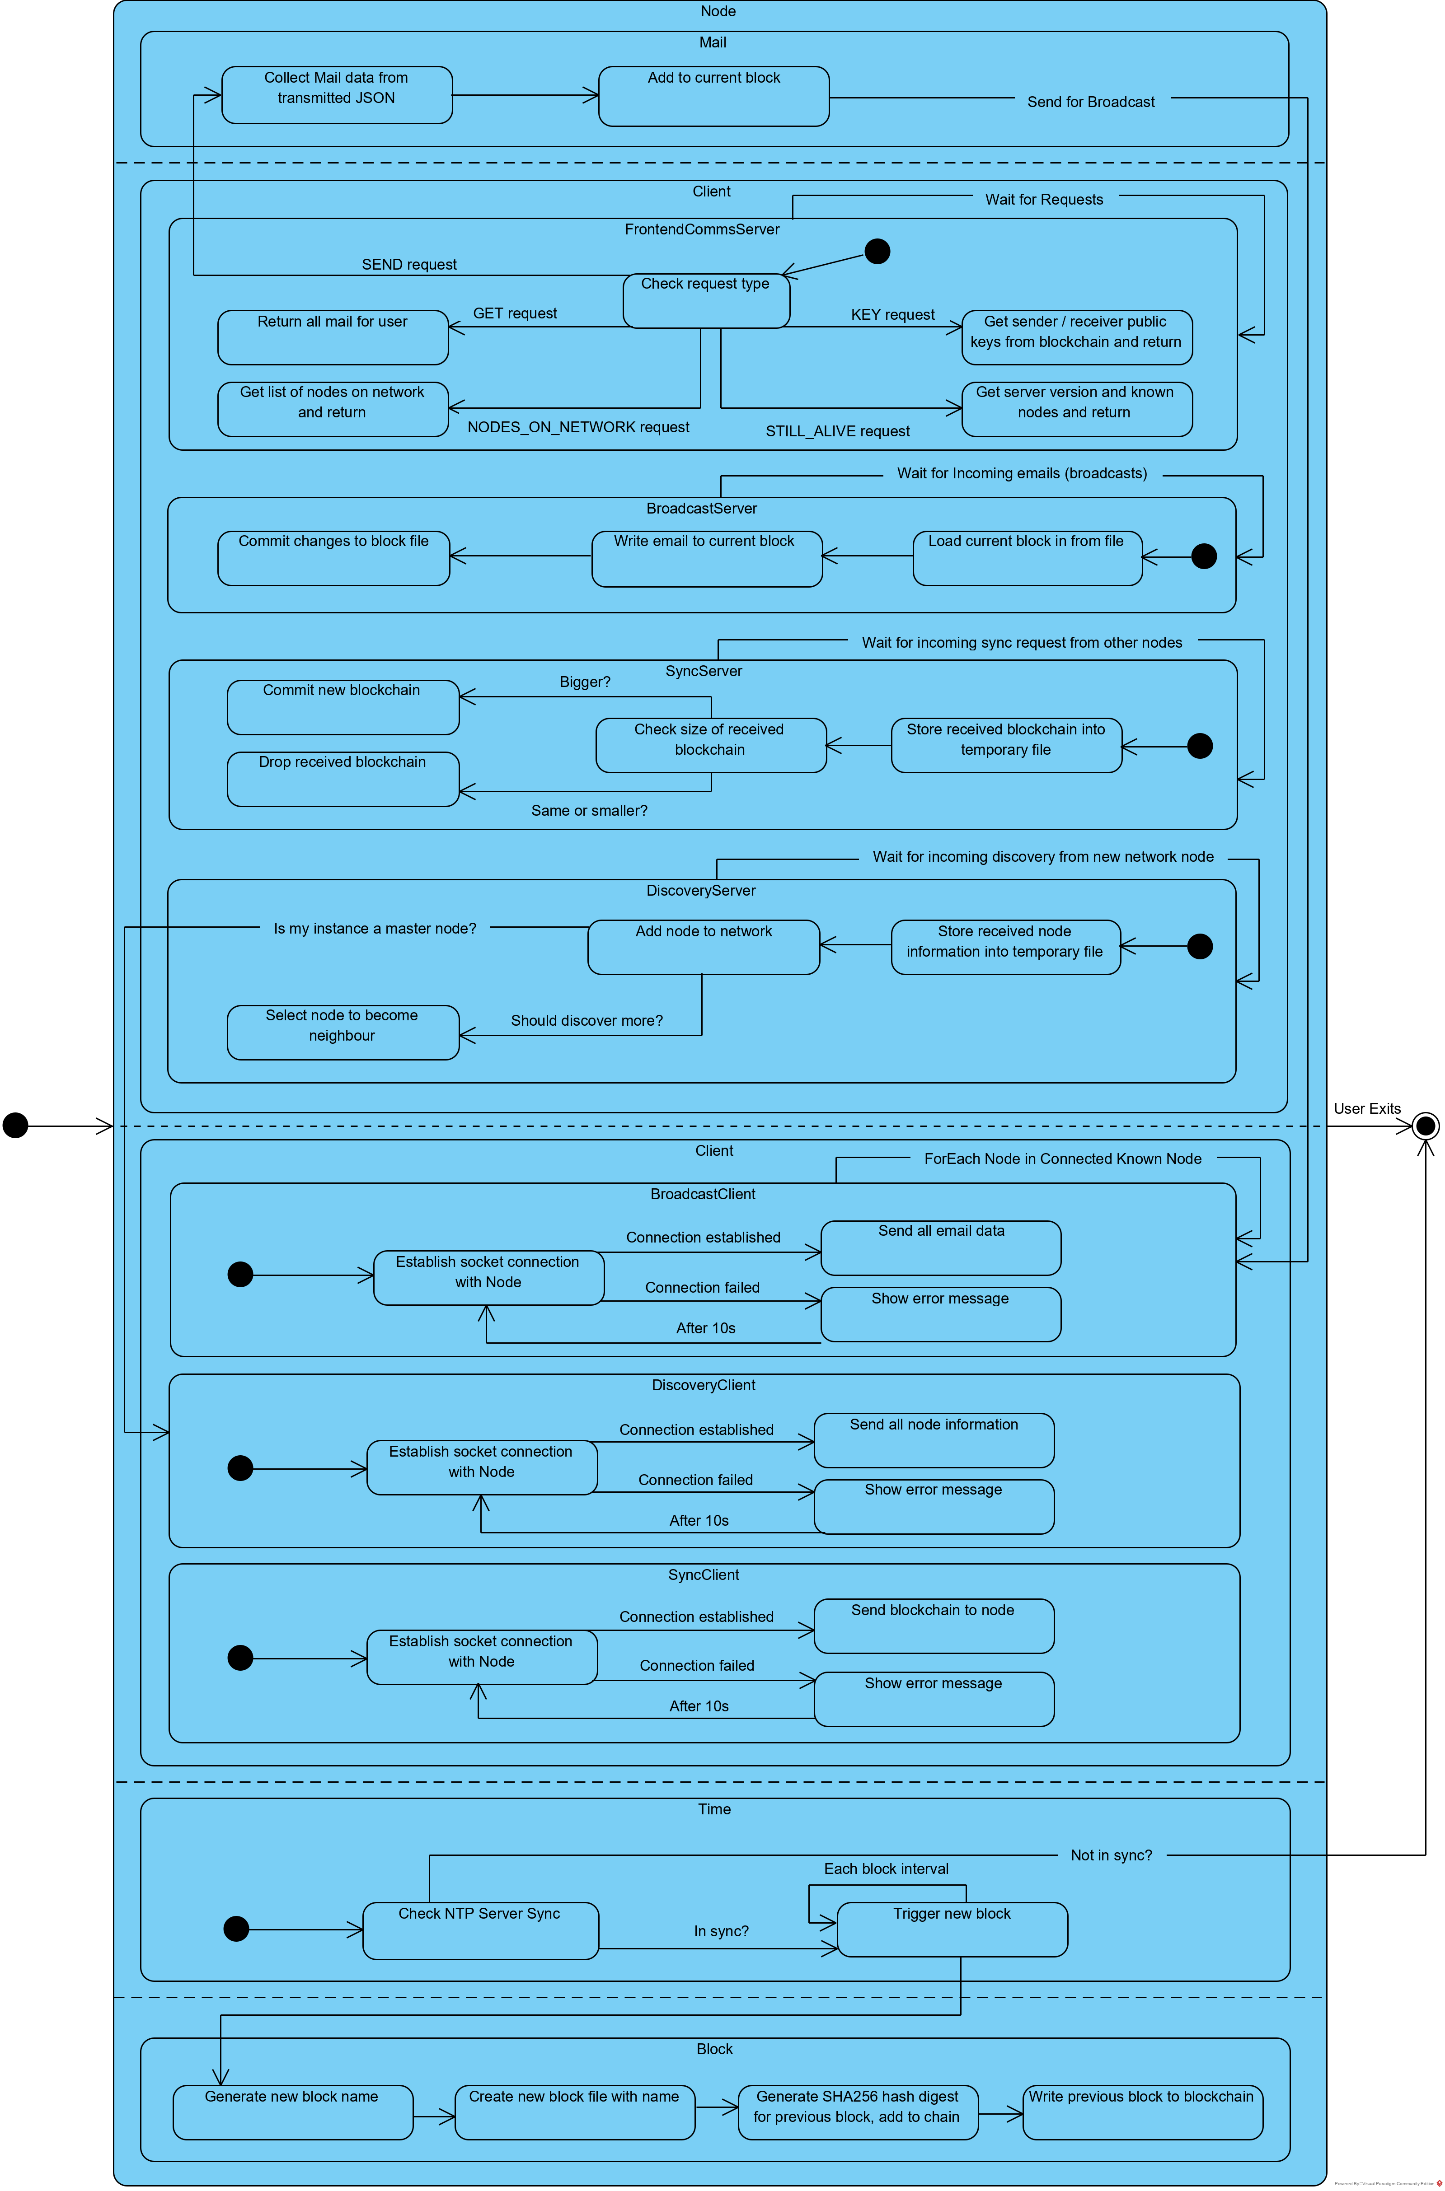 Node
Mail
Collect Mail data from
transmitted JSON
Add to current block
Send for Broadcast
Client
Wait for Requests
FrontendCommsServer
SEND request
Check request type
GET request
KEY request
Return all mail for user
Get sender / receiver public
keys from blockchain and return
Get list of nodes on network
and return
Get server version and known
nodes and return
NODES_ON_NETWORK request
STILL_ALIVE request
Wait for Incoming emails (broadcasts)
BroadcastServer
Commit changes to block file
Write email to current block
Load current block in from file
Wait for incoming sync request from other nodes
SyncServer
Commit new blockchain
Bigger?
Check size of received
blockchain
Store received blockchain into
temporary file
Drop received blockchain
Same or smaller?
Wait for incoming discovery from new network node
DiscoveryServer
Is my instance a master node?
Add node to network
Store received node
information into temporary file
Select node to become
neighbour
Should discover more?
User Exits
Client
ForEach Node in Connected Known Node
BroadcastClient
Establish socket connection
with Node
Connection established
Send all email data
Connection failed
Show error message
After 10s
DiscoveryClient
Establish socket connection
with Node
Connection established
Send all node information
Connection failed
Show error message
After 10s
SyncClient
Establish socket connection
with Node
Connection established
Send blockchain to node
Connection failed
Show error message
After 10s
Time
Not in sync?
Each block interval
Check NTP Server Sync
In sync?
Trigger new block
Block
Generate new block name
Create new block file with name
Generate SHA256 hash digest
for previous block, add to chain
Write previous block to blockchain
Powered By Visual Paradigm Community Edition